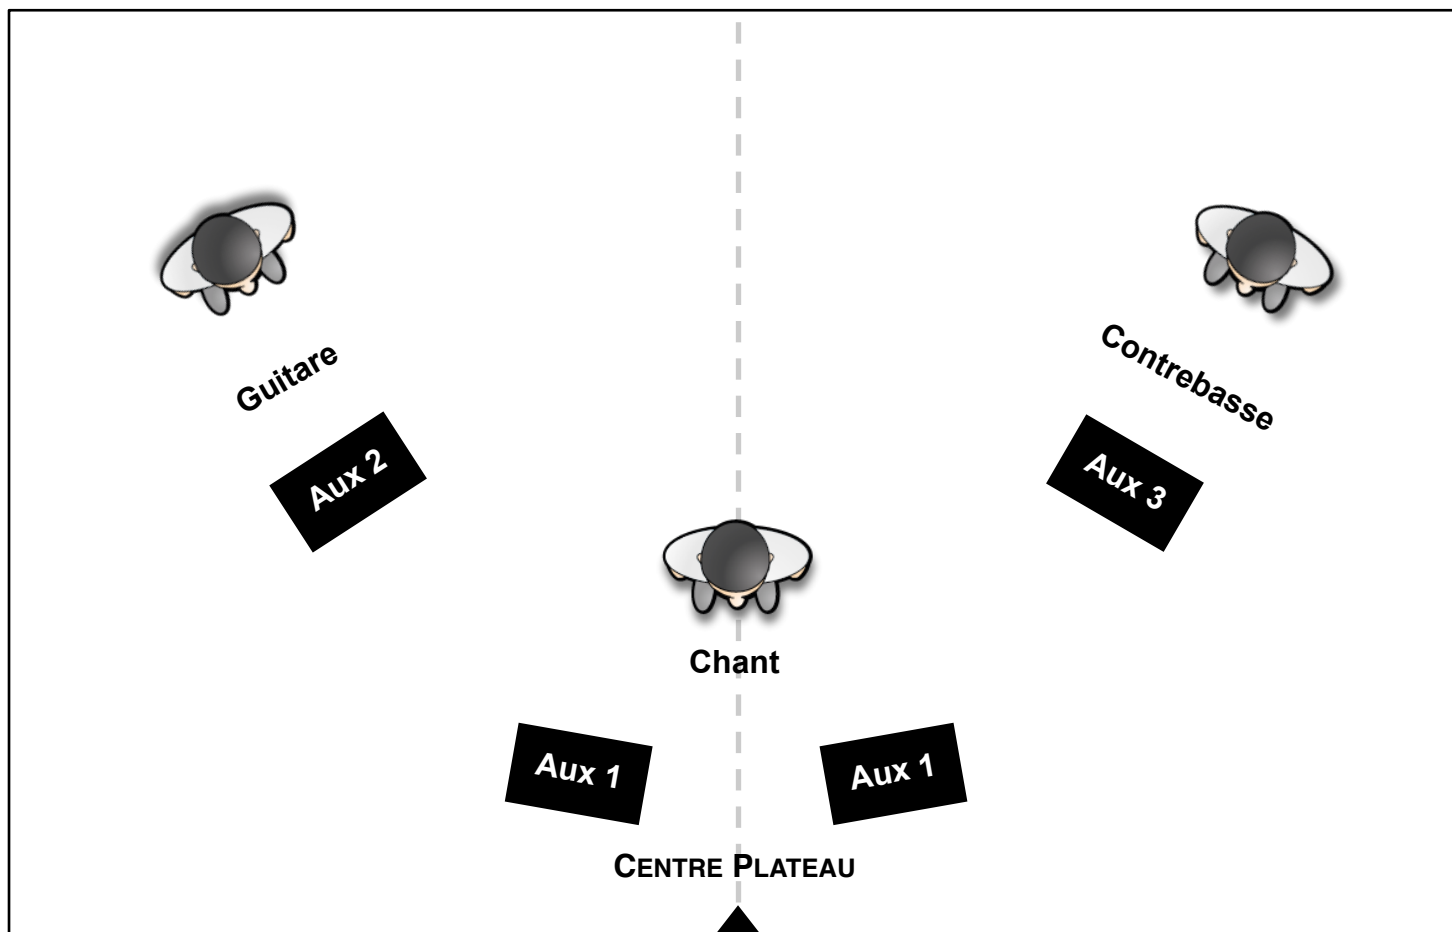 Guitare
Contrebasse
Aux 2
Aux 3
Chant
Aux 1
Aux 1
CENTRE PLATEAU